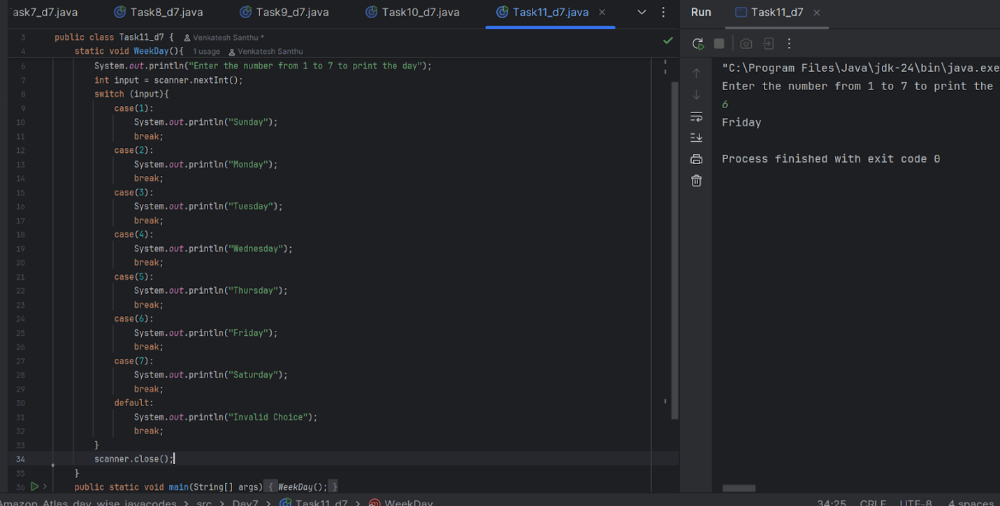 ask7_d7.java Task8_d7.java Task9_d7.java Task10_d7.java Task11_d7.java
Run Task11_d7
3 public class Task11_d7 { Venkatesh Santhu *
4 static void WeekDay(){ 1 usage Venkatesh Santhu
6 System.out.println("Enter the number from 1 to 7 to print the day");
7 int input = scanner.nextInt();
8 switch (input){
9 case(1):
10 System.out.println("Sunday");
11 break;
12 case(2):
13 System.out.println("Monday");
14 break;
15 case(3):
16 System.out.println("Tuesday");
17 break;
18 case(4):
19 System.out.println("Wednesday");
20 break;
21 case(5):
22 System.out.println("Thursday");
23 break;
24 case(6):
25 System.out.println("Friday");
26 break;
27 case(7):
28 System.out.println("Saturday");
29 break;
30 default:
31 System.out.println("Invalid Choice");
32 break;
33 }
34 scanner.close();
35 }
36 public static void main(String[] args) { WeekDay(); }
"C:\Program Files\Java\jdk-24\bin\java.exe
Enter the number from 1 to 7 to print the
6
Friday
Process finished with exit code 0
Amazon_Atlas_day_wise_javacodes > src > Day7 > Task11_d7 > WeekDay
34:25 CRLF UTF-8 4 spaces